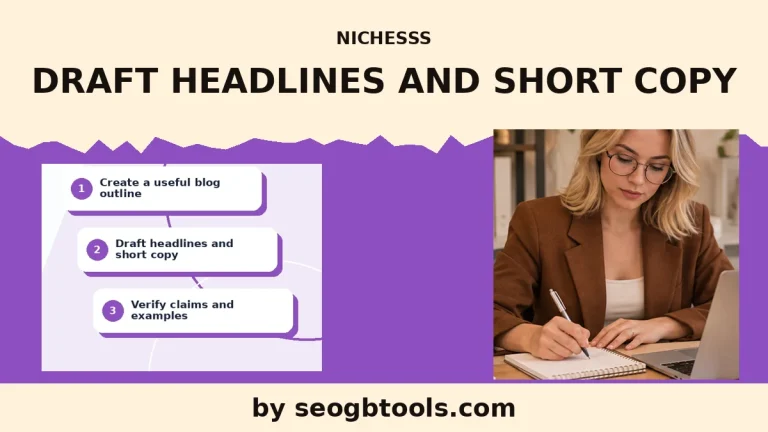 NICHESSS
DRAFT HEADLINES AND SHORT COPY
1
Create a useful blog
outline
2
Draft headlines and
short copy
3
Verify claims and
examples
by seogbtools.com